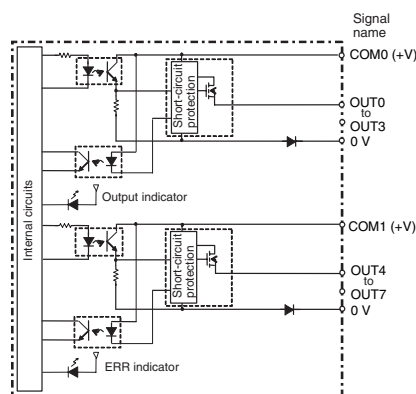 Signal
name
COM0 (+V)
Short-circuit
protection
OUT0
to
OUT3
0 V
Internal circuits
Output indicator
COM1 (+V)
Short-circuit
protection
OUT4
to
OUT7
0 V
ERR indicator